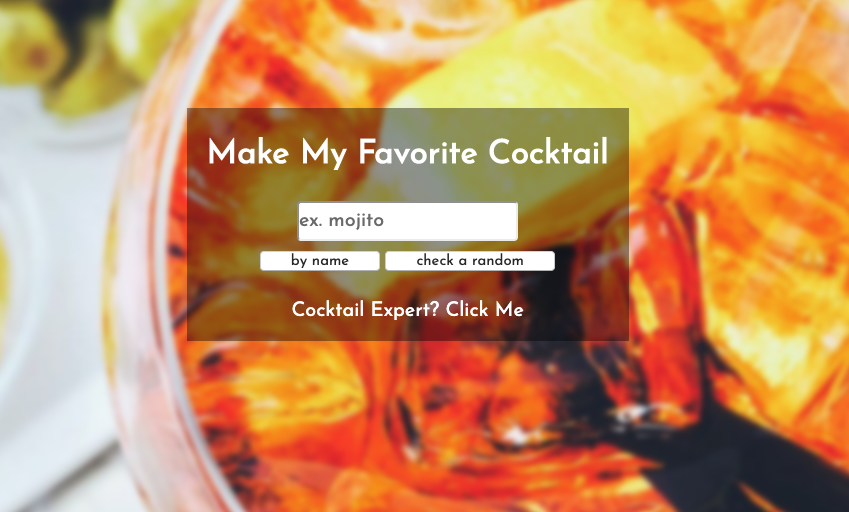 Make My Favorite Cocktail
ex. mojito
by name check a random
Cocktail Expert? Click Me